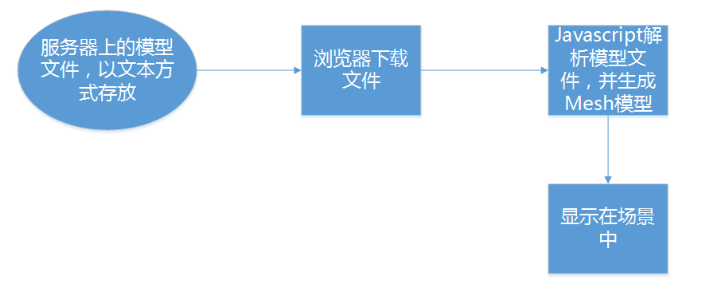 服务器上的模型
文件，以文本方
式存放
浏览器下载
文件
Javascript解
析模型文
件，并生成
Mesh模型
显示在场景
中